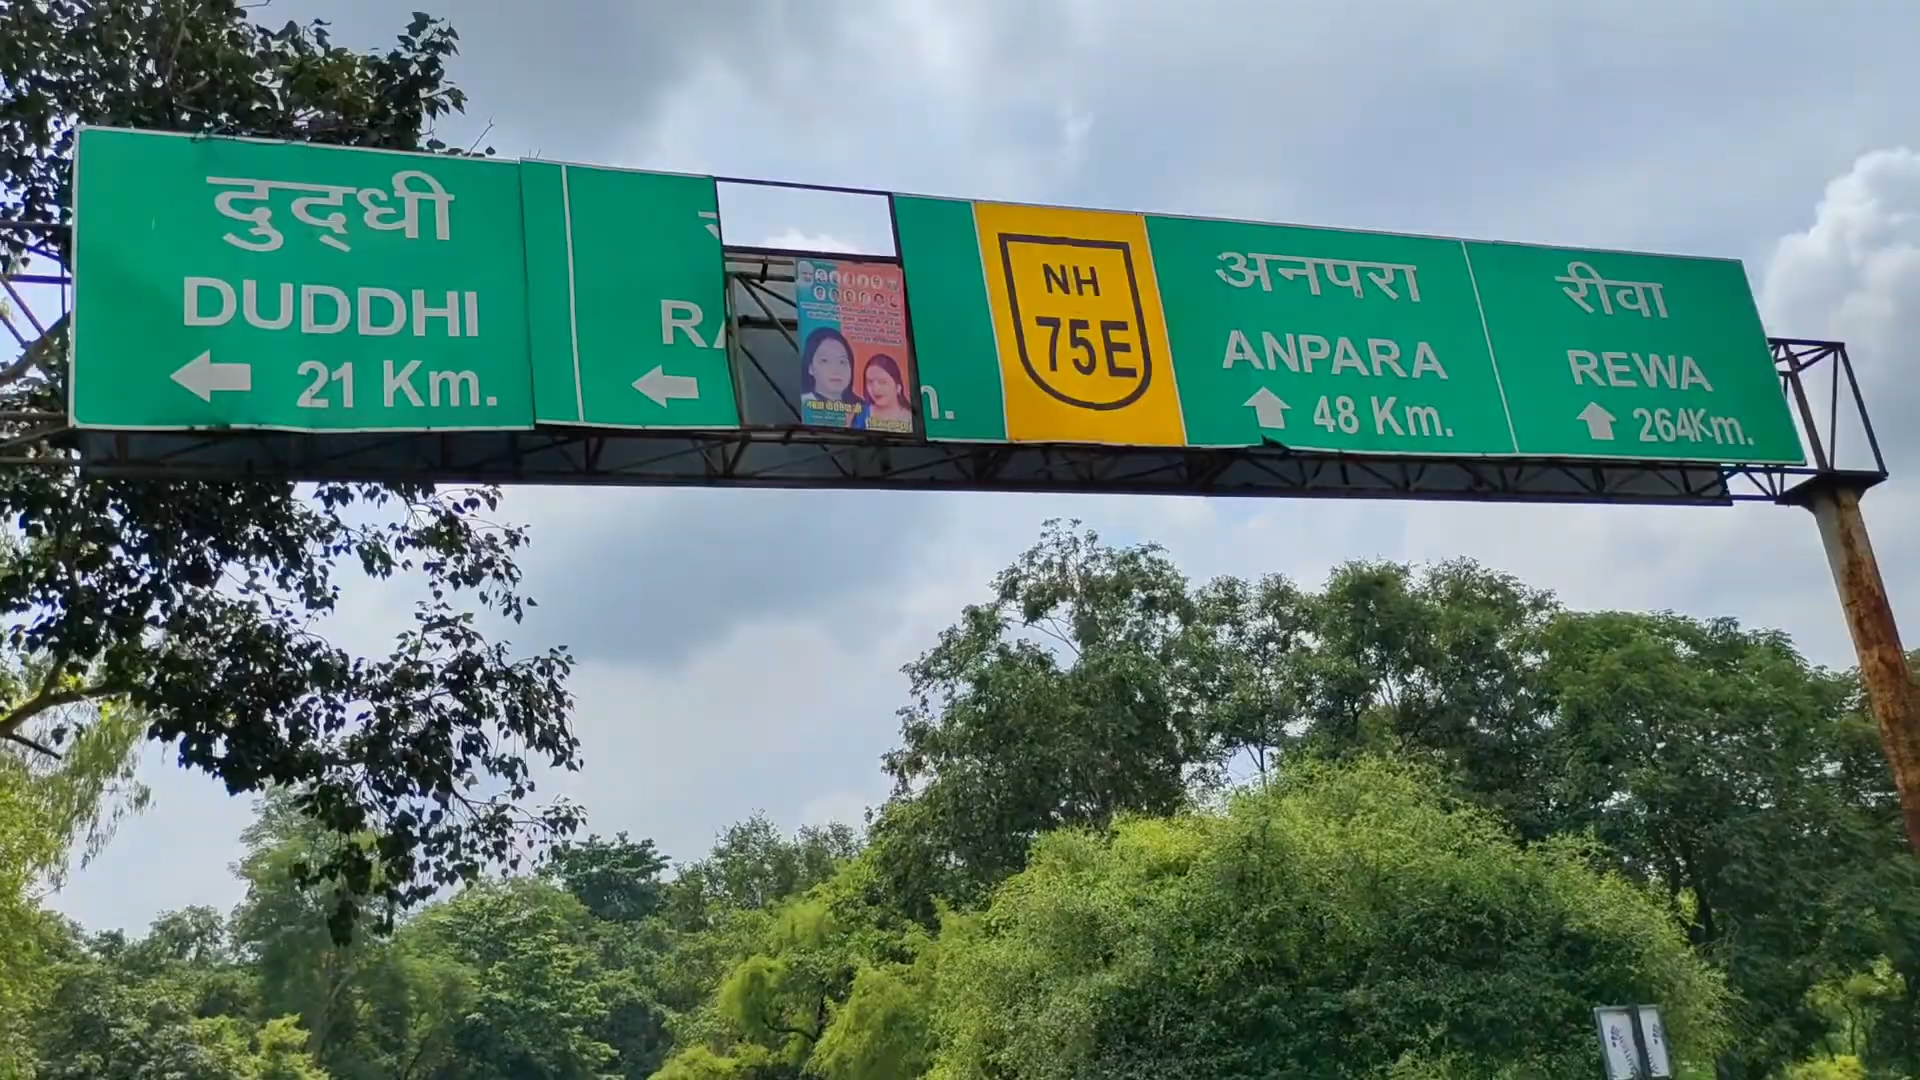 दुद्धी
DUDDHI
← 21 Km.
RA
←
NH
75E
अनपरा
ANPARA
↑ 48 Km.
रीवा
REWA
↑ 264Km.